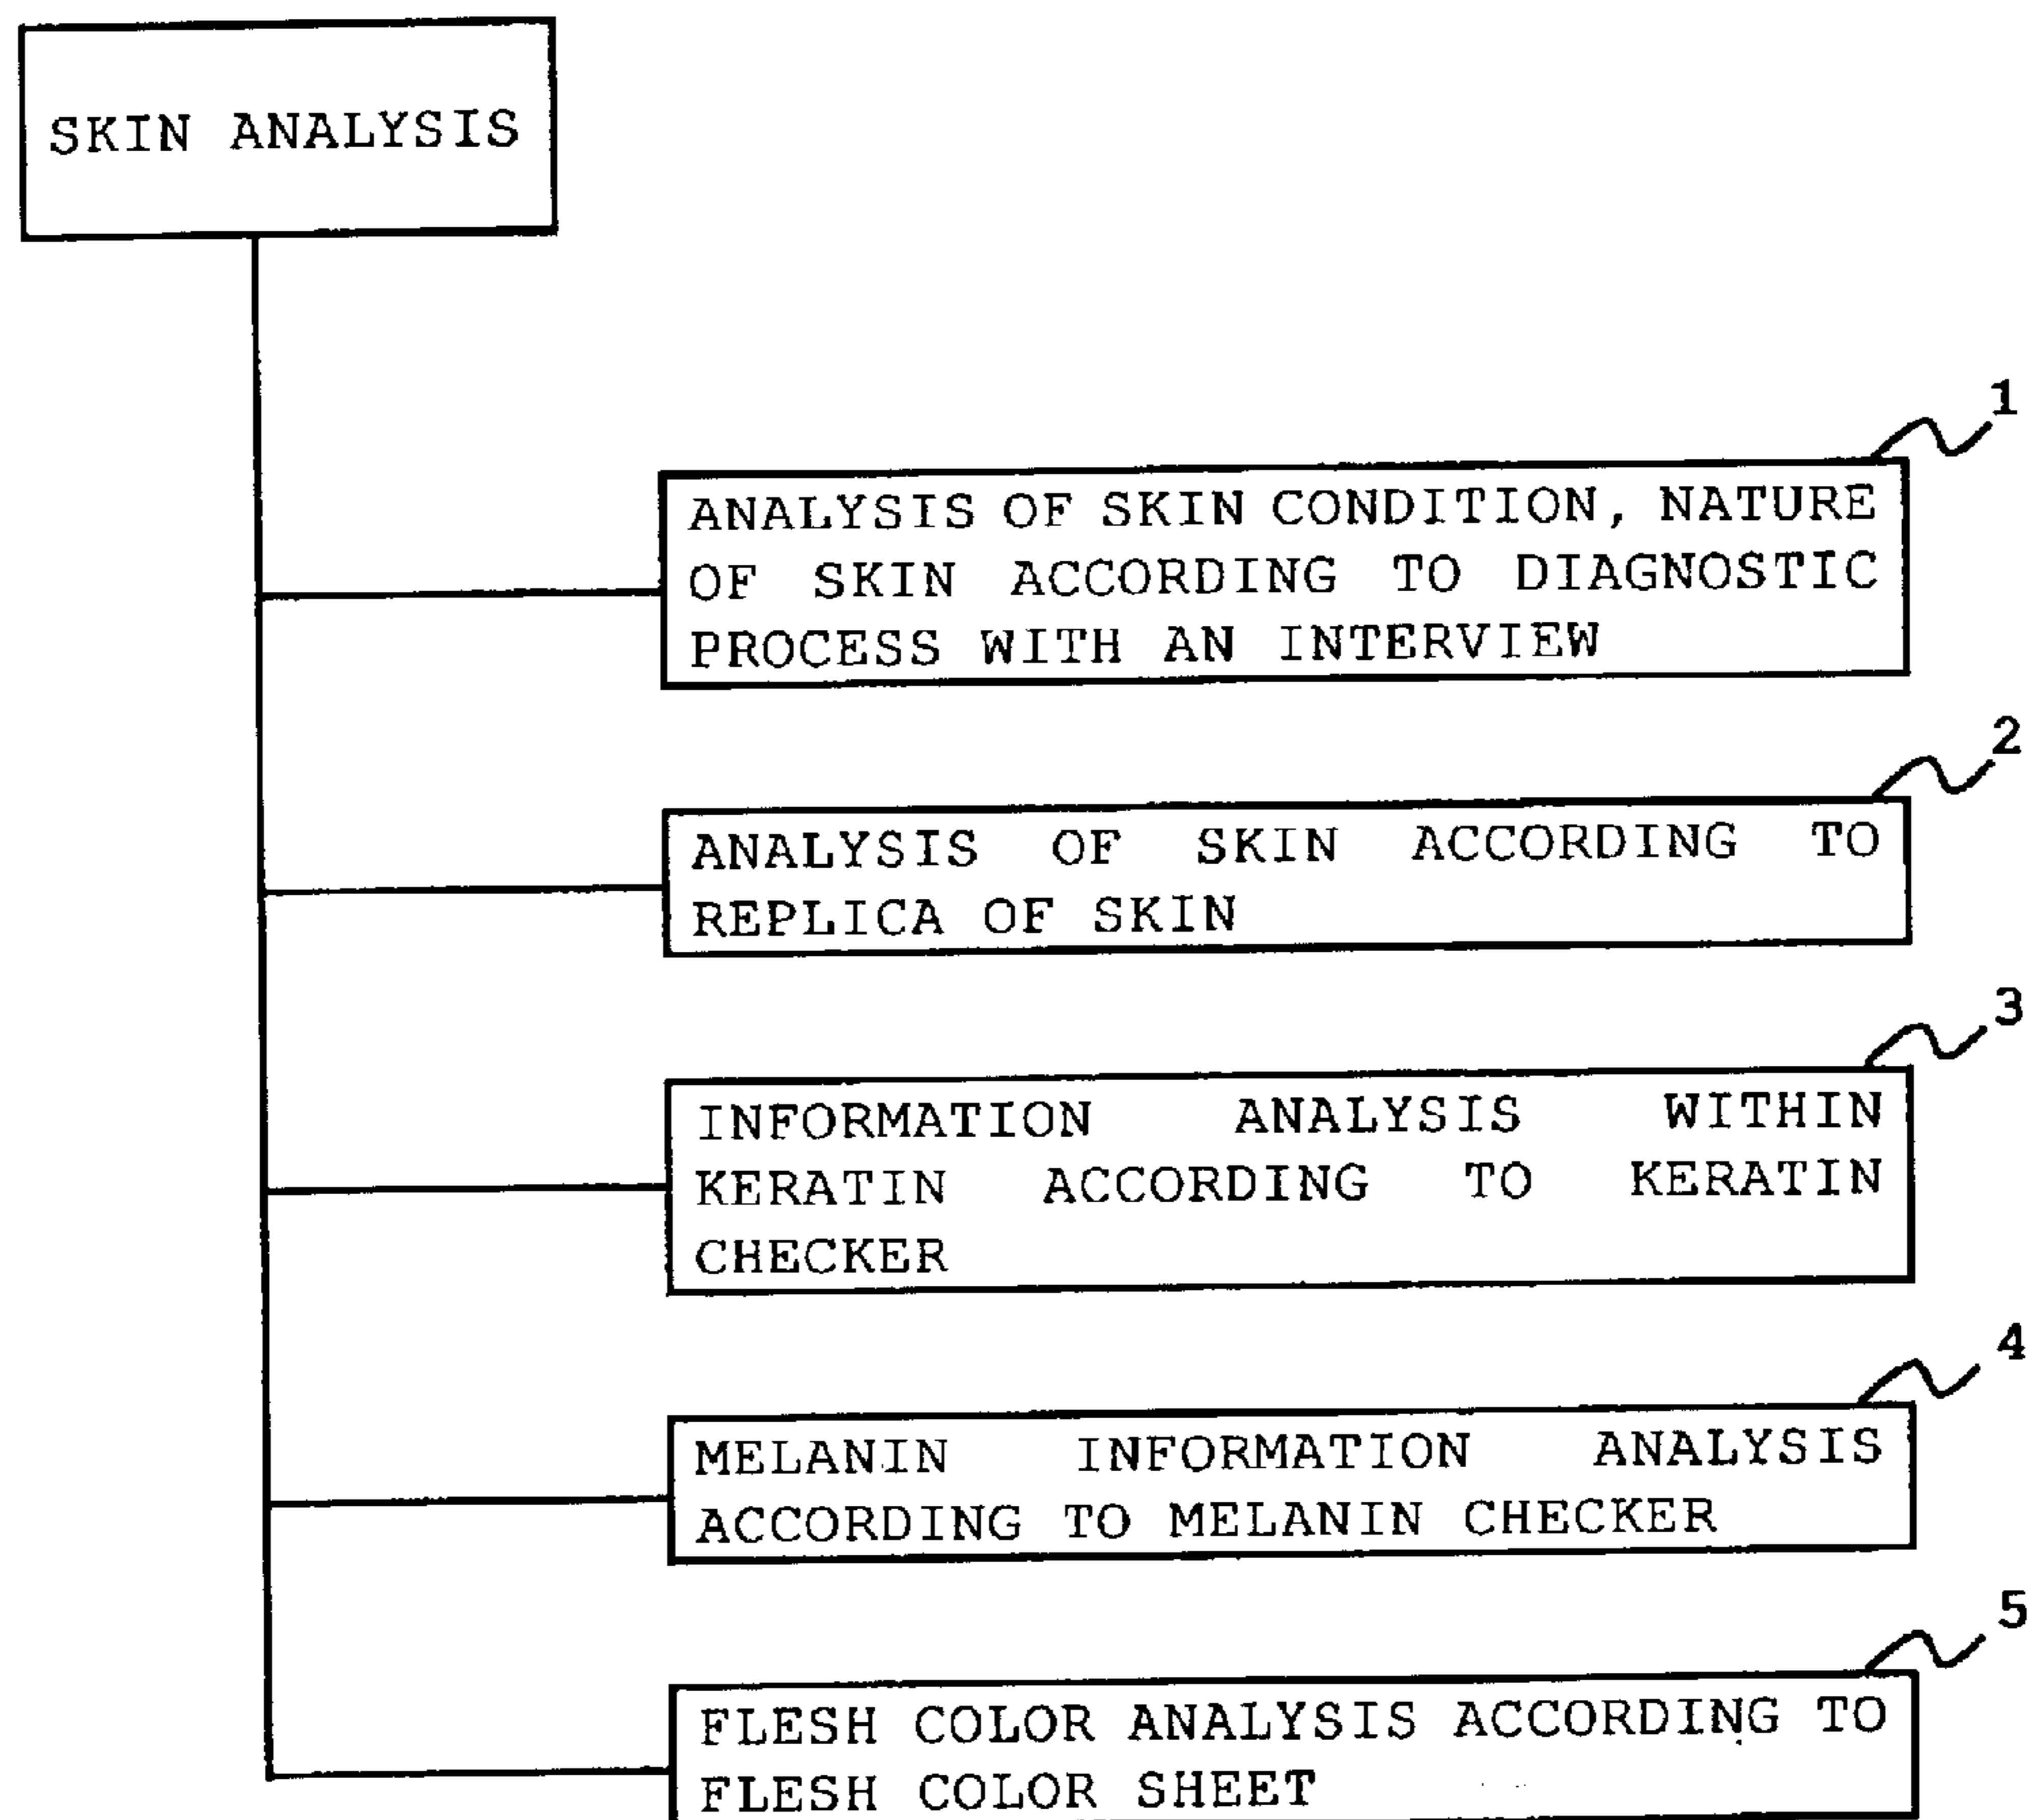 SKIN ANALYSIS
1
ANALYSIS OF SKIN CONDITION, NATURE
OF SKIN ACCORDING TO DIAGNOSTIC
PROCESS WITH AN INTERVIEW
2
ANALYSIS OF SKIN ACCORDING TO
REPLICA OF SKIN
3
INFORMATION ANALYSIS WITHIN
KERATIN ACCORDING TO KERATIN
CHECKER
4
MELANIN INFORMATION ANALYSIS
ACCORDING TO MELANIN CHECKER
5
FLESH COLOR ANALYSIS ACCORDING TO
FLESH COLOR SHEET